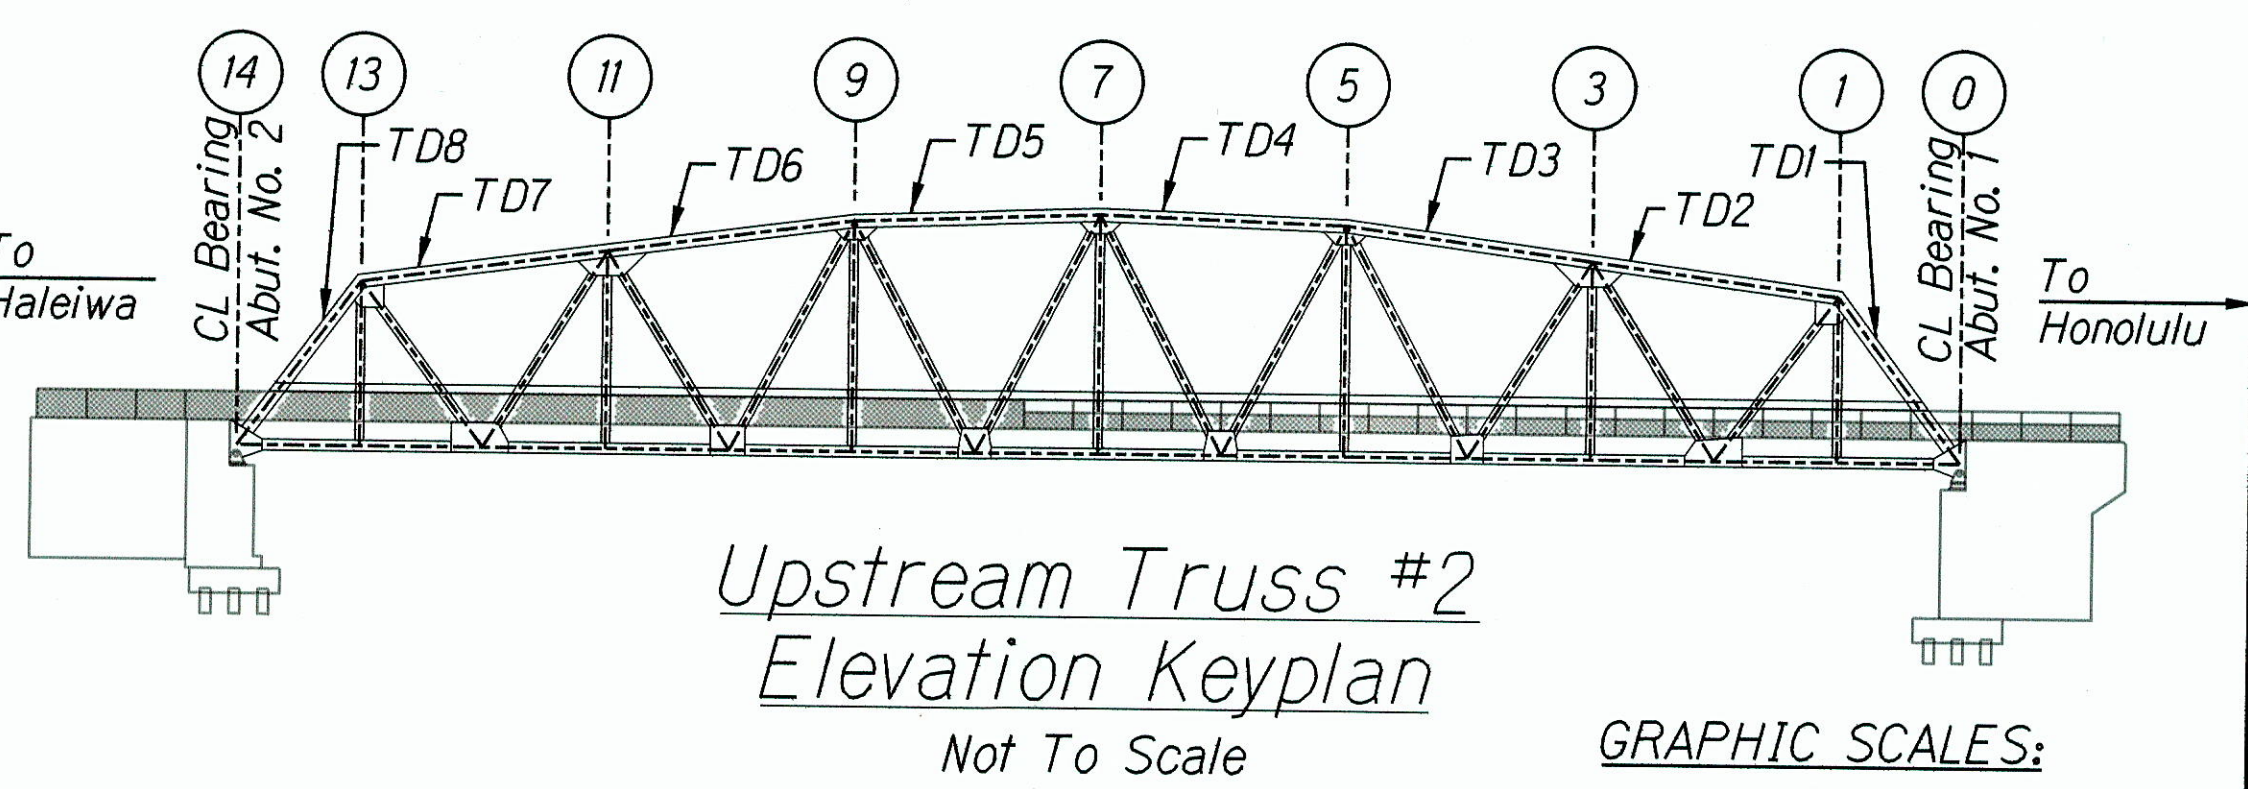 14 13 11 9 7 5 3 1 0
CL Bearing
Abut. No. 2
TD8
TD7
TD6
TD5
TD4
TD3
TD2
TD1
CL Bearing
Abut. No. 1
To
Haleiwa
To
Honolulu
Upstream Truss #2
Elevation Keyplan
Not To Scale
GRAPHIC SCALES: